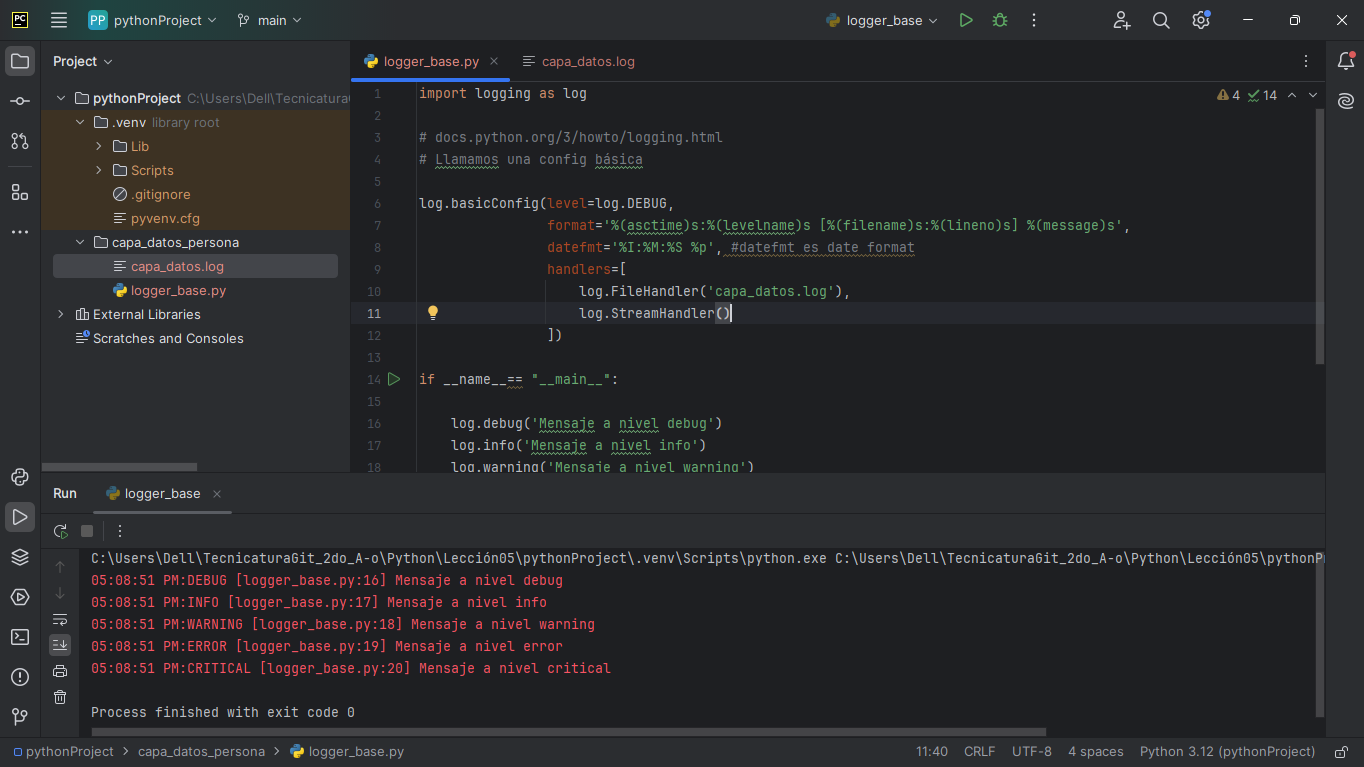 PC
PP pythonProject
main
logger_base
Project
pythonProject C:\Users\Dell\Tecnicatura
.venv library root
Lib
Scripts
.gitignore
pyvenv.cfg
capa_datos_persona
capa_datos.log
logger_base.py
External Libraries
Scratches and Consoles
logger_base.py
capa_datos.log
4 14
1 import logging as log
2
3 # docs.python.org/3/howto/logging.html
4 # Llamamos una config básica
5
6 log.basicConfig(level=log.DEBUG,
7 format='%(asctime)s:%(levelname)s [%(filename)s:%(lineno)s] %(message)s',
8 datefmt='%I:%M:%S %p', #datefmt es date format
9 handlers=[
10 log.FileHandler('capa_datos.log'),
11 log.StreamHandler()
12 ])
13
14 if __name__== "__main__":
15
16 log.debug('Mensaje a nivel debug')
17 log.info('Mensaje a nivel info')
18 log.warning('Mensaje a nivel warning')
Run
logger_base
C:\Users\Dell\TecnicaturaGit_2do_A-o\Python\Lección05\pythonProject\.venv\Scripts\python.exe C:\Users\Dell\TecnicaturaGit_2do_A-o\Python\Lección05\pythonP
05:08:51 PM:DEBUG [logger_base.py:16] Mensaje a nivel debug
05:08:51 PM:INFO [logger_base.py:17] Mensaje a nivel info
05:08:51 PM:WARNING [logger_base.py:18] Mensaje a nivel warning
05:08:51 PM:ERROR [logger_base.py:19] Mensaje a nivel error
05:08:51 PM:CRITICAL [logger_base.py:20] Mensaje a nivel critical
Process finished with exit code 0
pythonProject > capa_datos_persona > logger_base.py
11:40 CRLF UTF-8 4 spaces Python 3.12 (pythonProject)